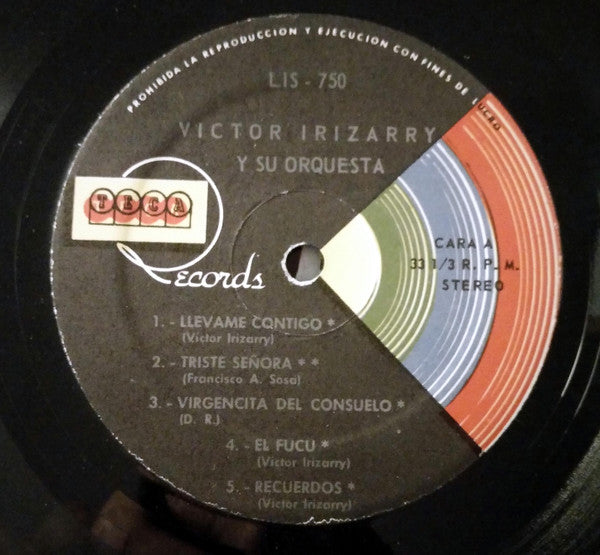 PROHIBIDA LA REPRODUCCION Y EJECUCION CON FINES DE LUCRO
LIS - 750
VICTOR IRIZARRY
Y SU ORQUESTA
TECA
Records
CARA A
33 1/3 R. P. M.
STEREO
1. - LLEVAME CONTIGO *
(Victor Irizarry)
2. - TRISTE SEÑORA * *
(Francisco A. Sosa)
3. - VIRGENCITA DEL CONSUELO *
(D. R.)
4. - EL FUCU *
(Victor Irizarry)
5. - RECUERDOS *
(Victor Irizarry)